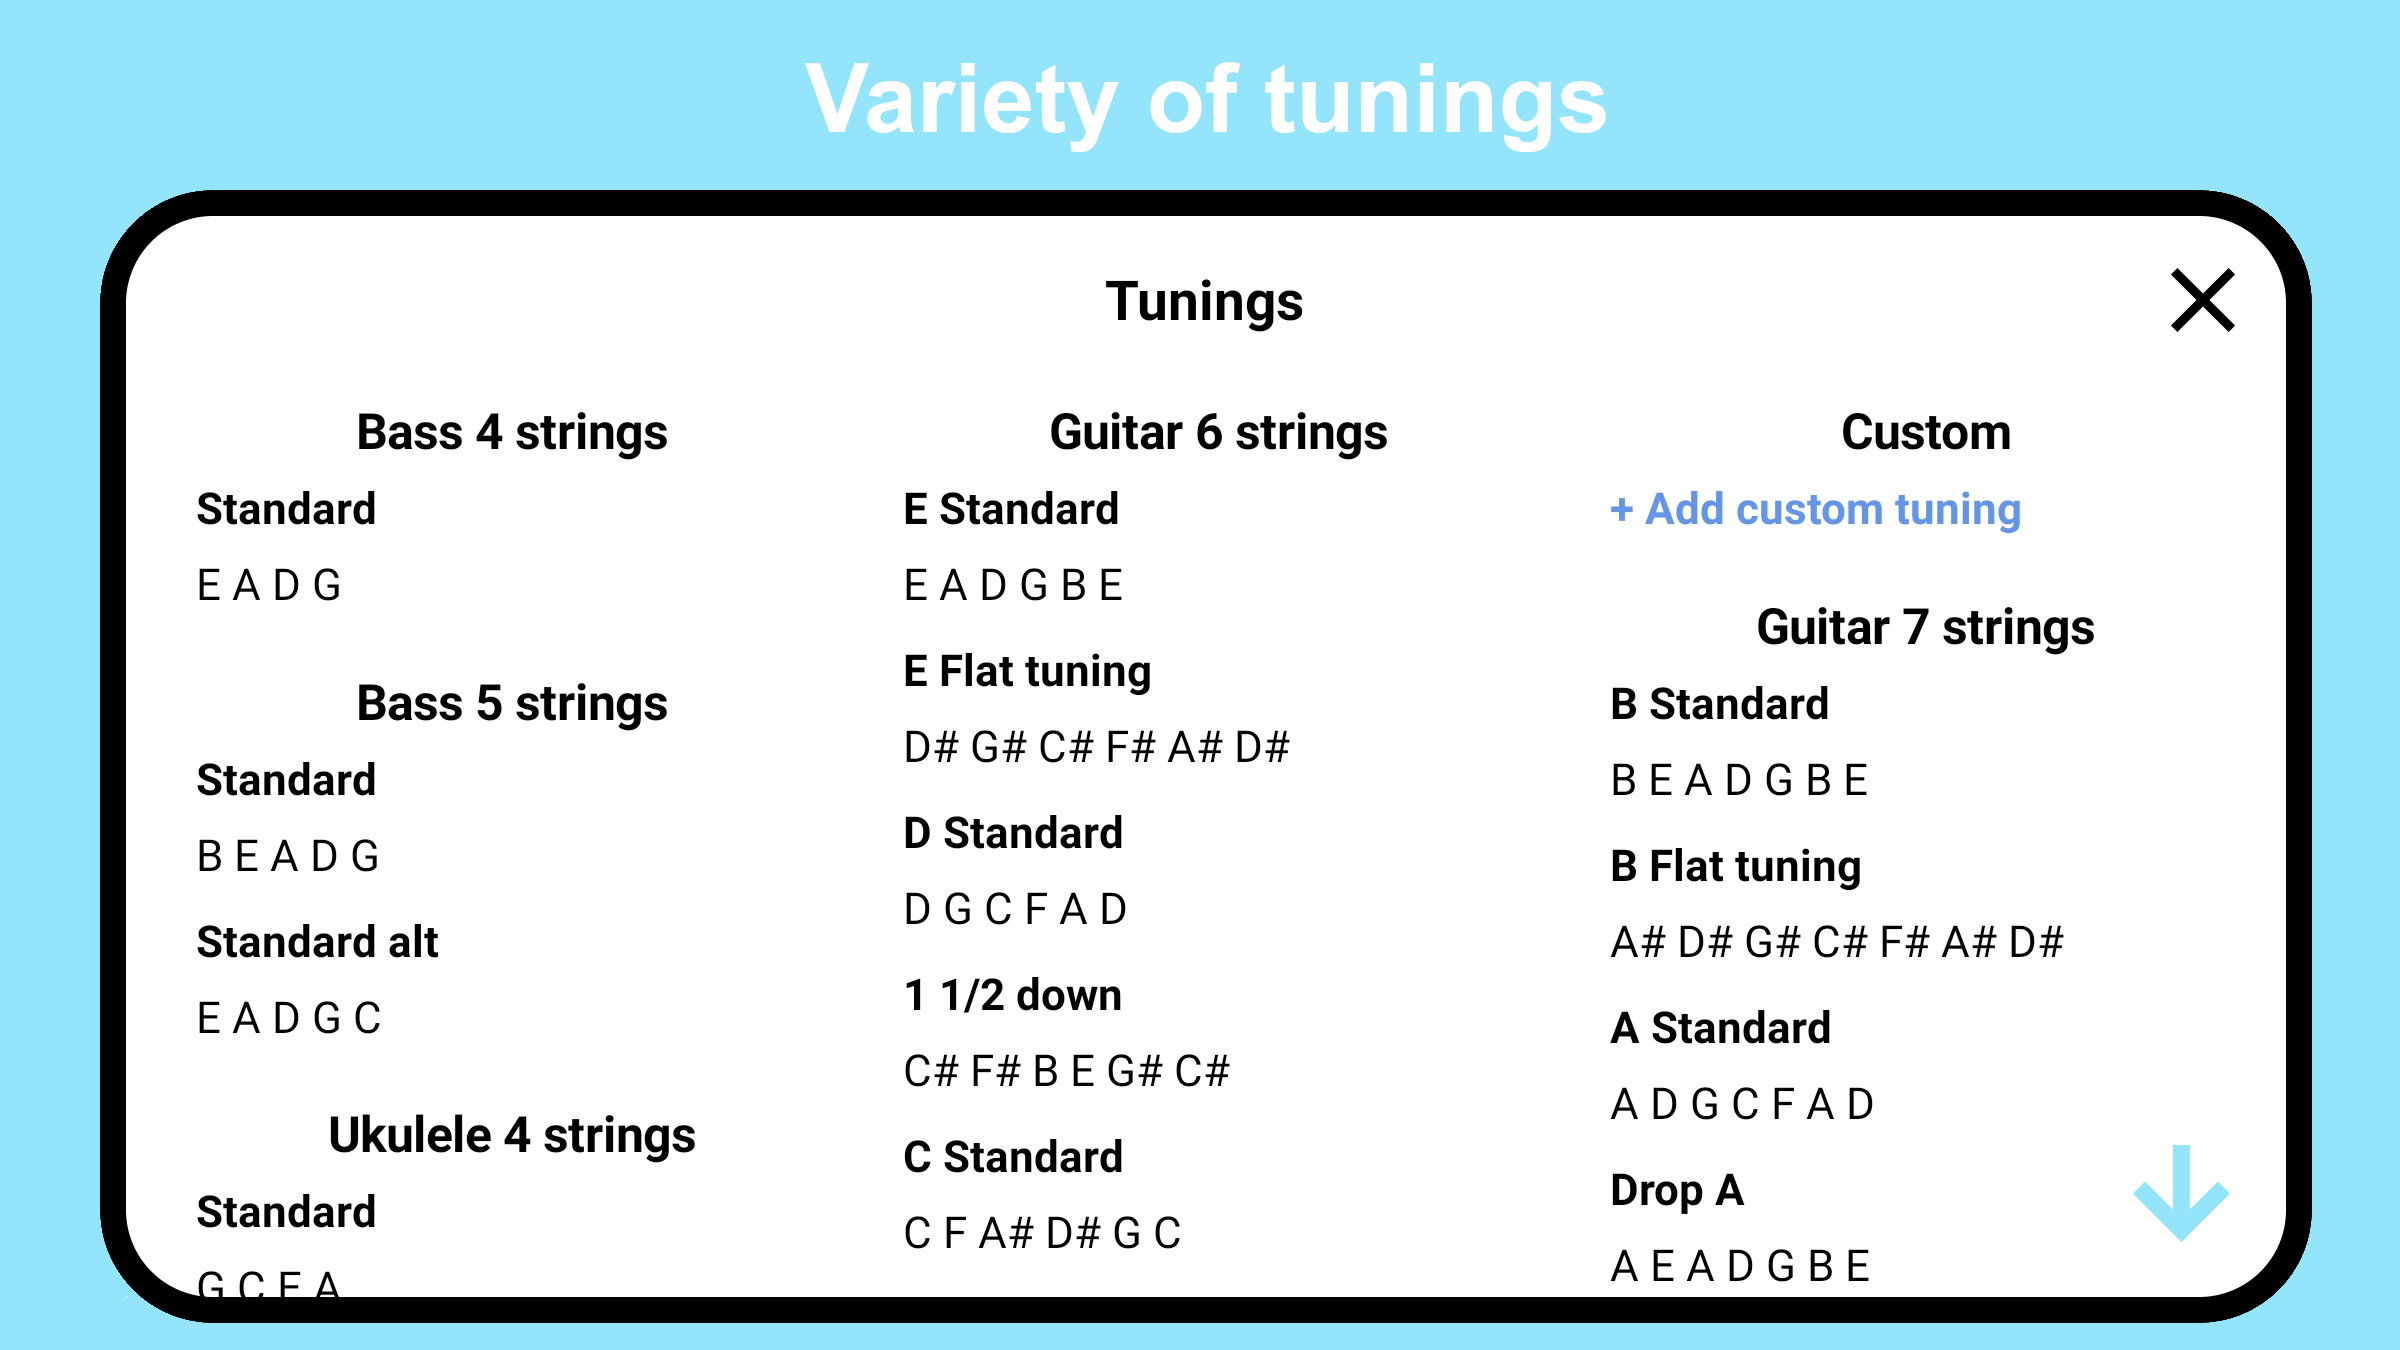 Variety of tunings
Tunings
Bass 4 strings
Standard
E A D G
Bass 5 strings
Standard
B E A D G
Standard alt
E A D G C
Ukulele 4 strings
Standard
G C E A
Guitar 6 strings
E Standard
E A D G B E
E Flat tuning
D# G# C# F# A# D#
D Standard
D G C F A D
1 1/2 down
C# F# B E G# C#
C Standard
C F A# D# G C
Custom
+ Add custom tuning
Guitar 7 strings
B Standard
B E A D G B E
B Flat tuning
A# D# G# C# F# A# D#
A Standard
A D G C F A D
Drop A
A E A D G B E